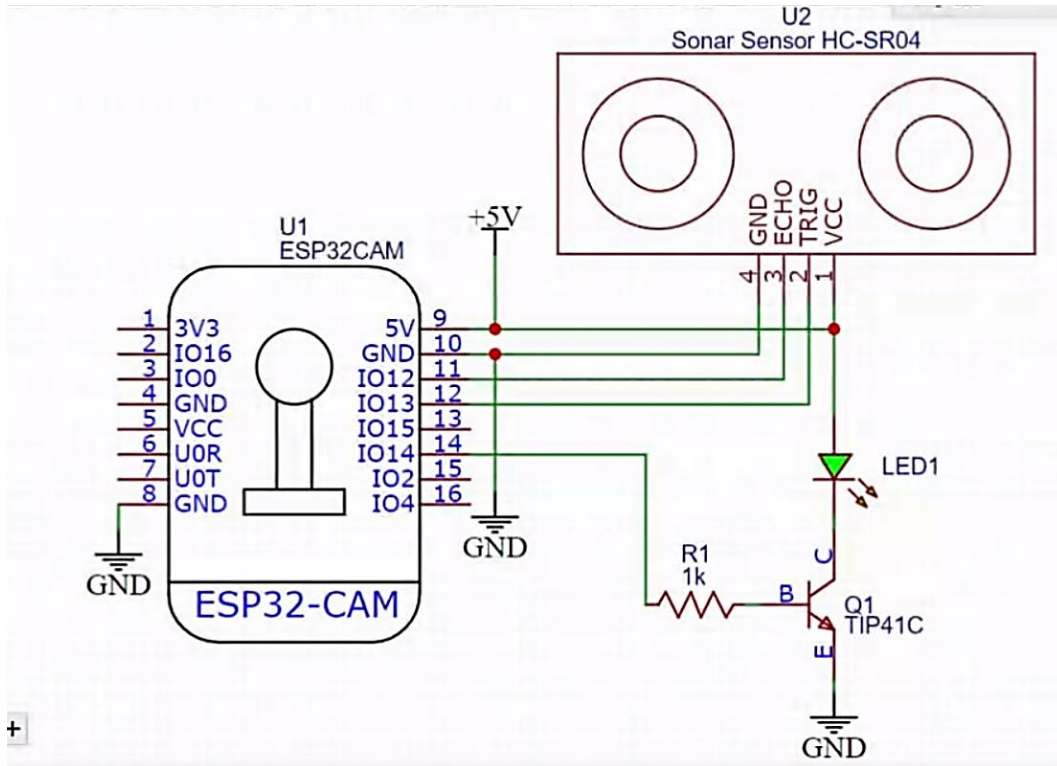 U2
Sonar Sensor HC-SR04
GND
ECHO
TRIG
VCC
4
3
2
1
+5V
U1
ESP32CAM
1 3V3
2 IO16
3 IO0
4 GND
5 VCC
6 U0R
7 U0T
8 GND
5V 9
GND 10
IO12 11
IO13 12
IO15 13
IO14 14
IO2 15
IO4 16
GND
GND
ESP32-CAM
LED1
R1
1k
B
C
E
Q1
TIP41C
GND
+